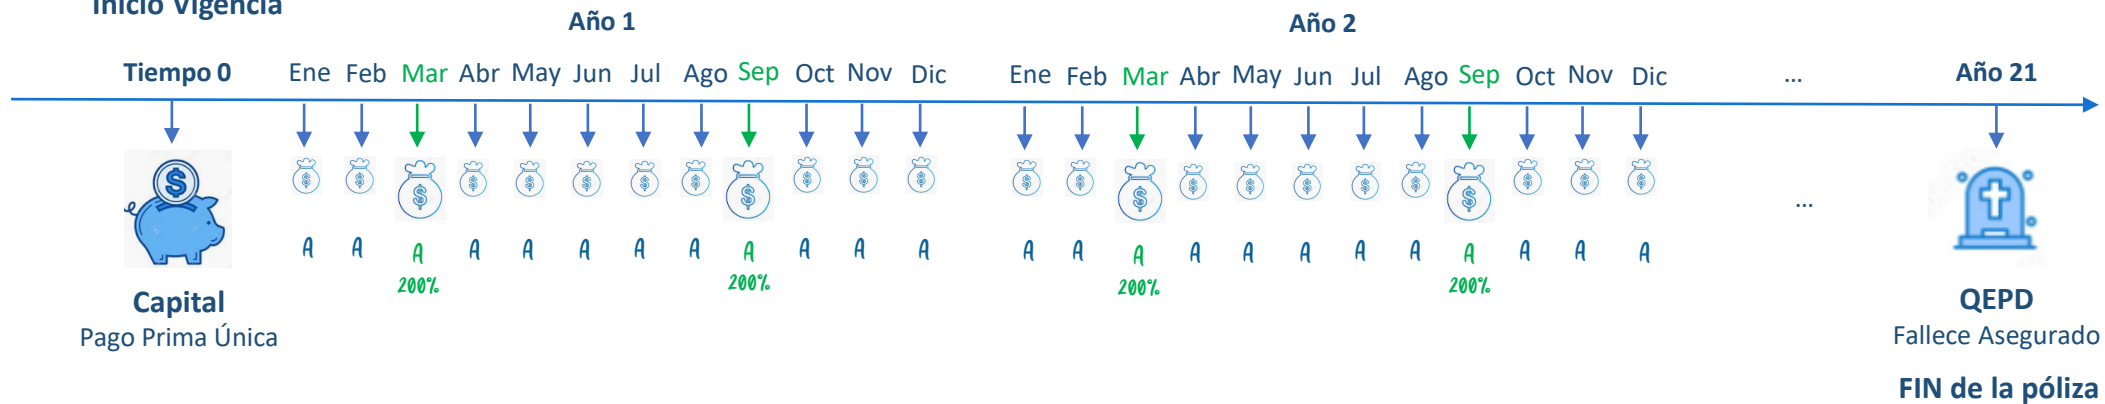 Inicio Vigencia
Año 1
Año 2
Tiempo 0 Ene Feb Mar Abr May Jun Jul Ago Sep Oct Nov Dic Ene Feb Mar Abr May Jun Jul Ago Sep Oct Nov Dic ... Año 21
$ $ $ $ $ $ $ $ $ $ $ $ $ $ $ $ $ $ $ $ $ $ $ $ $
...
A A A A A A A A A A A A A A A A A A A A A A A A
200% 200% 200% 200%
Capital
Pago Prima Única
QEPD
Fallece Asegurado
FIN de la póliza